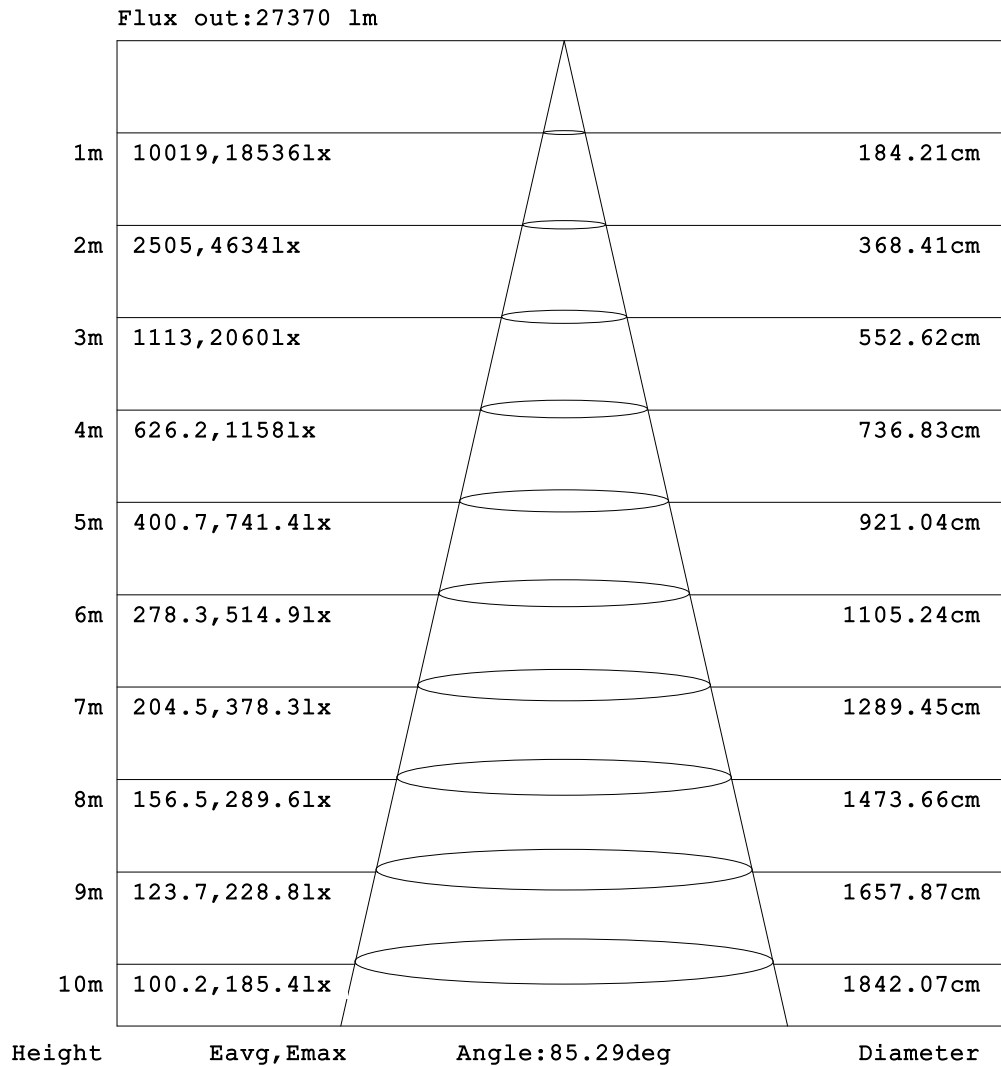 Flux out:27370 lm
1m 10019,18536lx 184.21cm
2m 2505,4634lx 368.41cm
3m 1113,2060lx 552.62cm
4m 626.2,1158lx 736.83cm
5m 400.7,741.4lx 921.04cm
6m 278.3,514.9lx 1105.24cm
7m 204.5,378.3lx 1289.45cm
8m 156.5,289.6lx 1473.66cm
9m 123.7,228.8lx 1657.87cm
10m 100.2,185.4lx 1842.07cm
Height Eavg,Emax Angle:85.29deg Diameter